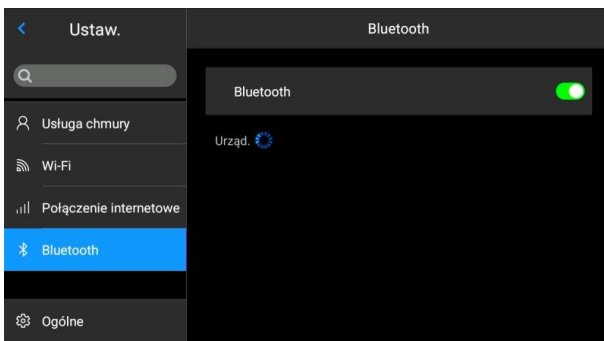 Ustaw.
Usługa chmury
Wi-Fi
Połączenie internetowe
Bluetooth
Ogólne
Bluetooth
Bluetooth
Urząd.